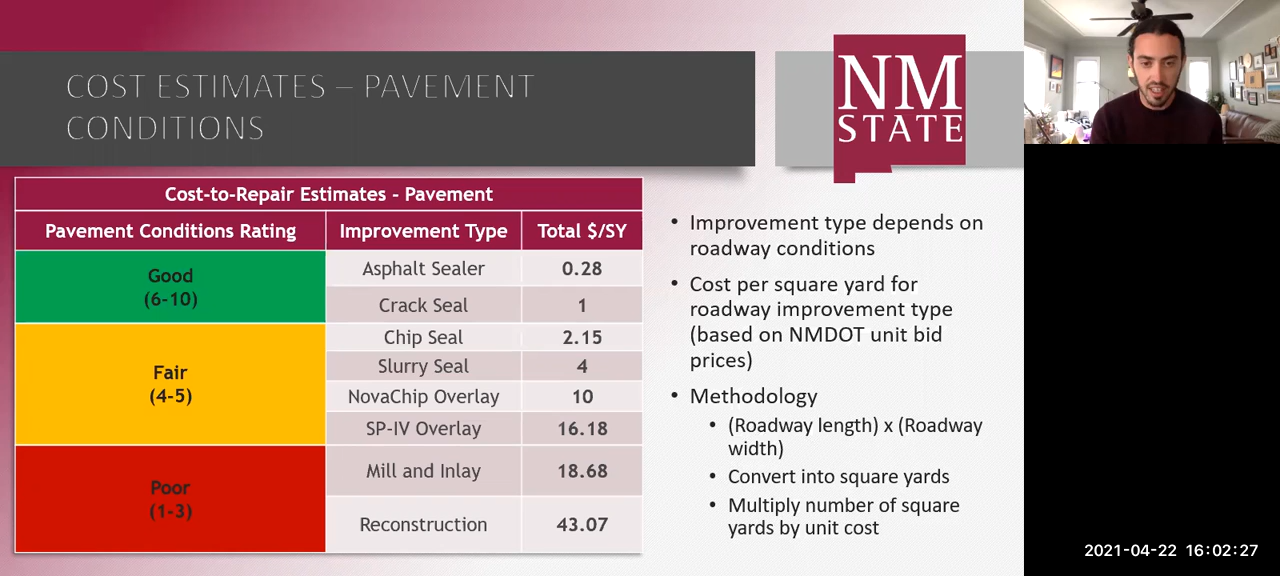 COST ESTIMATES – PAVEMENT
CONDITIONS
NM
STATE
Cost-to-Repair Estimates - Pavement
Pavement Conditions Rating Improvement Type Total $/SY
Good
(6-10)
Asphalt Sealer 0.28
Crack Seal 1
Fair
(4-5)
Chip Seal 2.15
Slurry Seal 4
NovaChip Overlay 10
SP-IV Overlay 16.18
Poor
(1-3)
Mill and Inlay 18.68
Reconstruction 43.07
• Improvement type depends on
roadway conditions
• Cost per square yard for
roadway improvement type
(based on NMDOT unit bid
prices)
• Methodology
• (Roadway length) x (Roadway
width)
• Convert into square yards
• Multiply number of square
yards by unit cost
2021-04-22 16:02:27